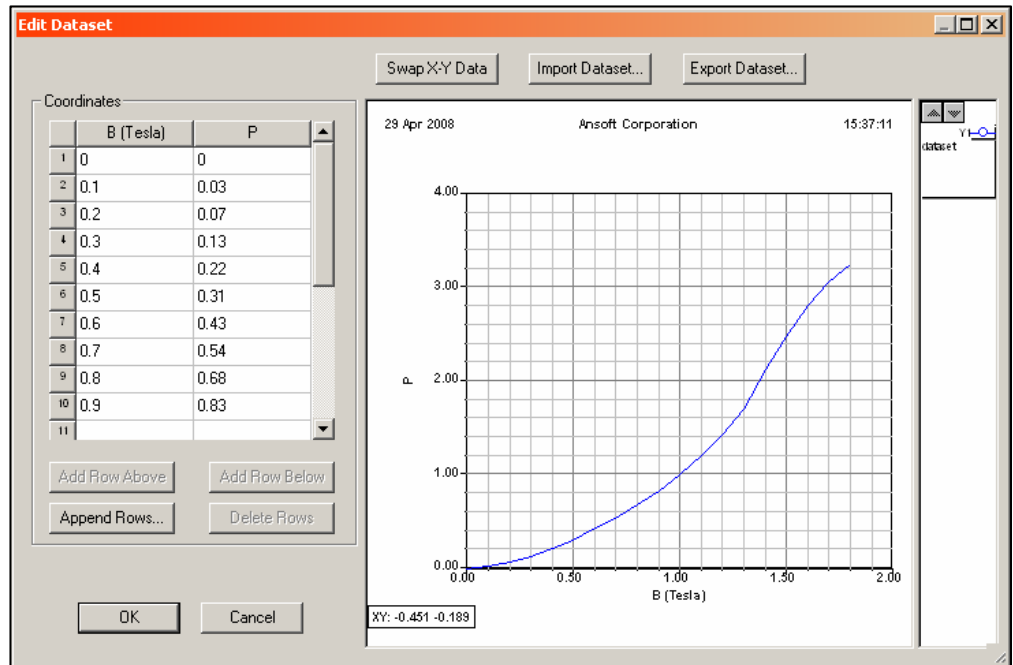 Edit Dataset
Swap X-Y Data Import Dataset... Export Dataset...
Coordinates
B (Tesla) P
1 0 0
2 0.1 0.03
3 0.2 0.07
4 0.3 0.13
5 0.4 0.22
6 0.5 0.31
7 0.6 0.43
8 0.7 0.54
9 0.8 0.68
10 0.9 0.83
11
Add Row Above Add Row Below
Append Rows... Delete Rows
OK Cancel
29 Apr 2008 Ansoft Corporation 15:37:11
4.00
3.00
2.00
1.00
0.00
P
0.00 0.50 1.00 1.50 2.00
B (Tesla)
XY: -0.451 -0.189
Y1
dataset